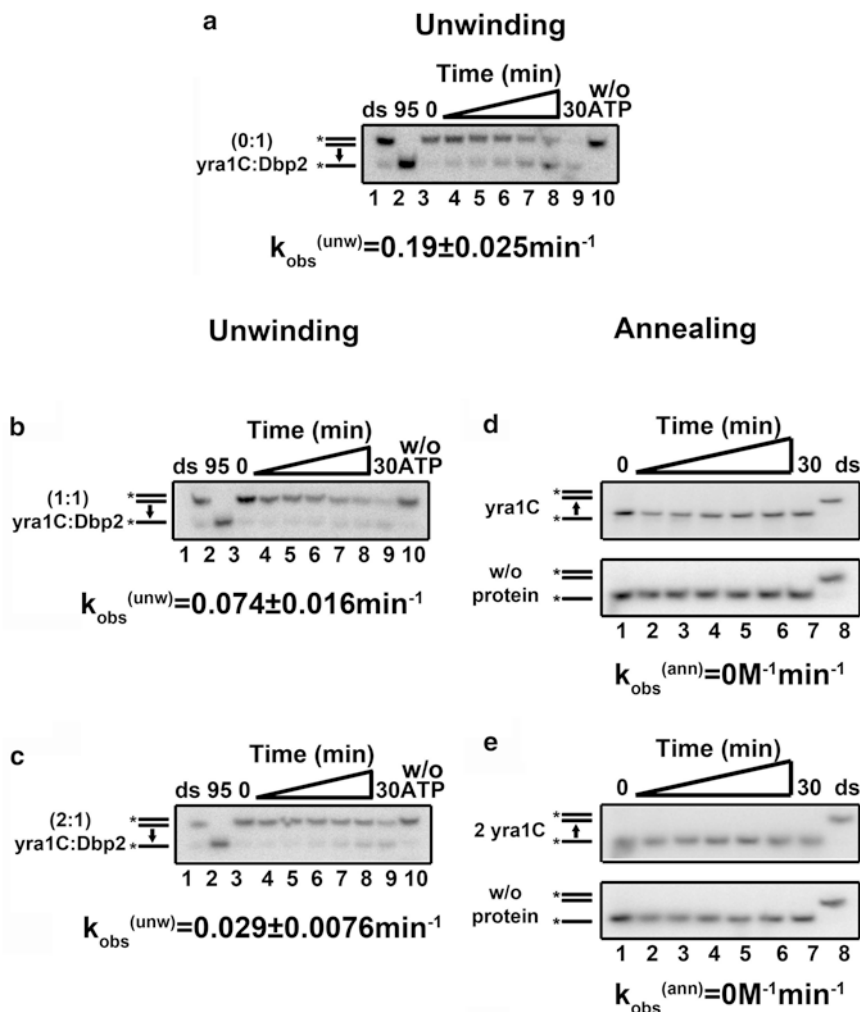 a
Unwinding
Time (min)
w/o
ds 95 0 30 ATP
(0:1)
yra1C:Dbp2
*
*
1 2 3 4 5 6 7 8 9 10
k_obs^(unw)=0.19±0.025min^-1
Unwinding
Annealing
b
Time (min)
w/o
ds 95 0 30 ATP
(1:1)
yra1C:Dbp2
*
*
1 2 3 4 5 6 7 8 9 10
k_obs^(unw)=0.074±0.016min^-1
d
Time (min)
0 30 ds
yra1C
*
*
w/o
protein
*
*
1 2 3 4 5 6 7 8
k_obs^(ann)=0M^-1min^-1
c
Time (min)
w/o
ds 95 0 30 ATP
(2:1)
yra1C:Dbp2
*
*
1 2 3 4 5 6 7 8 9 10
k_obs^(unw)=0.029±0.0076min^-1
e
Time (min)
0 30 ds
2 yra1C
*
*
w/o
protein
*
*
1 2 3 4 5 6 7 8
k_obs^(ann)=0M^-1min^-1